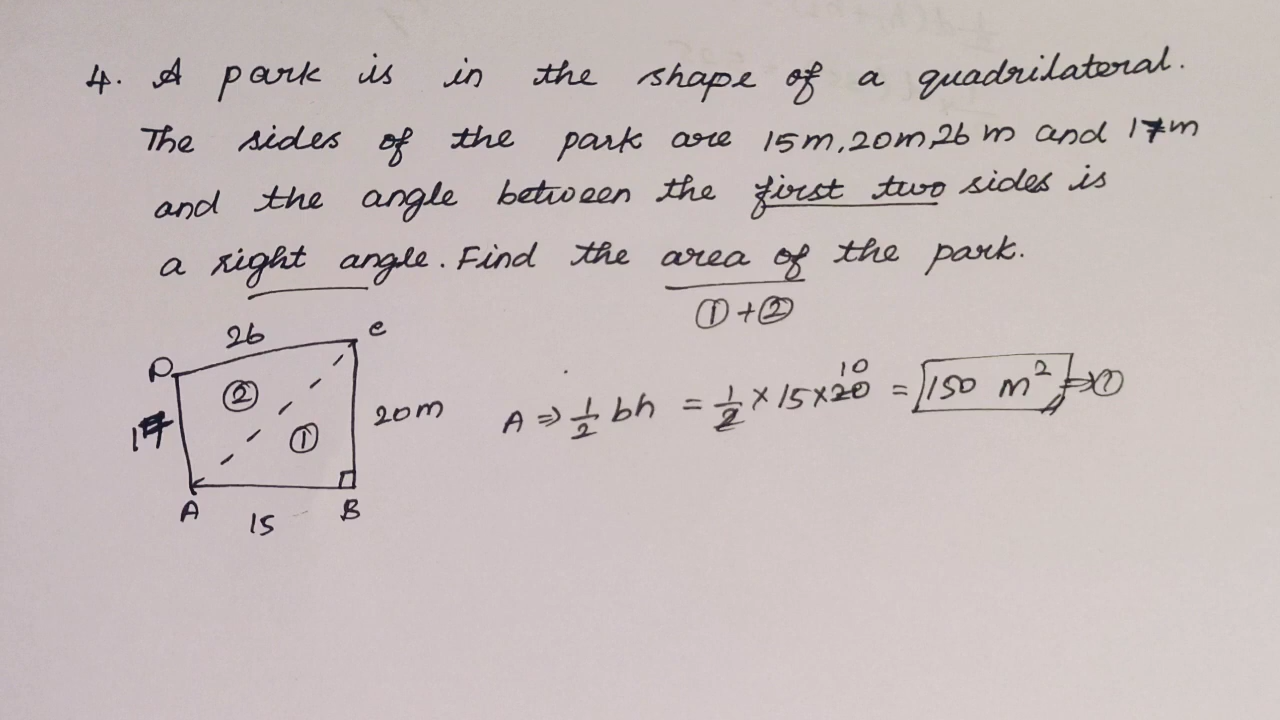 4. A park is in the shape of a quadrilateral.
The sides of the park are 15m, 20m, 26m and 17m
and the angle between the first two sides is
a right angle. Find the area of the park.
① + ②
26
D
C
②
①
17
20m
A
15
B
A ⇒ 1/2 bh = 1/2 × 15 × 20 = 150 m² ⇒ ①
10